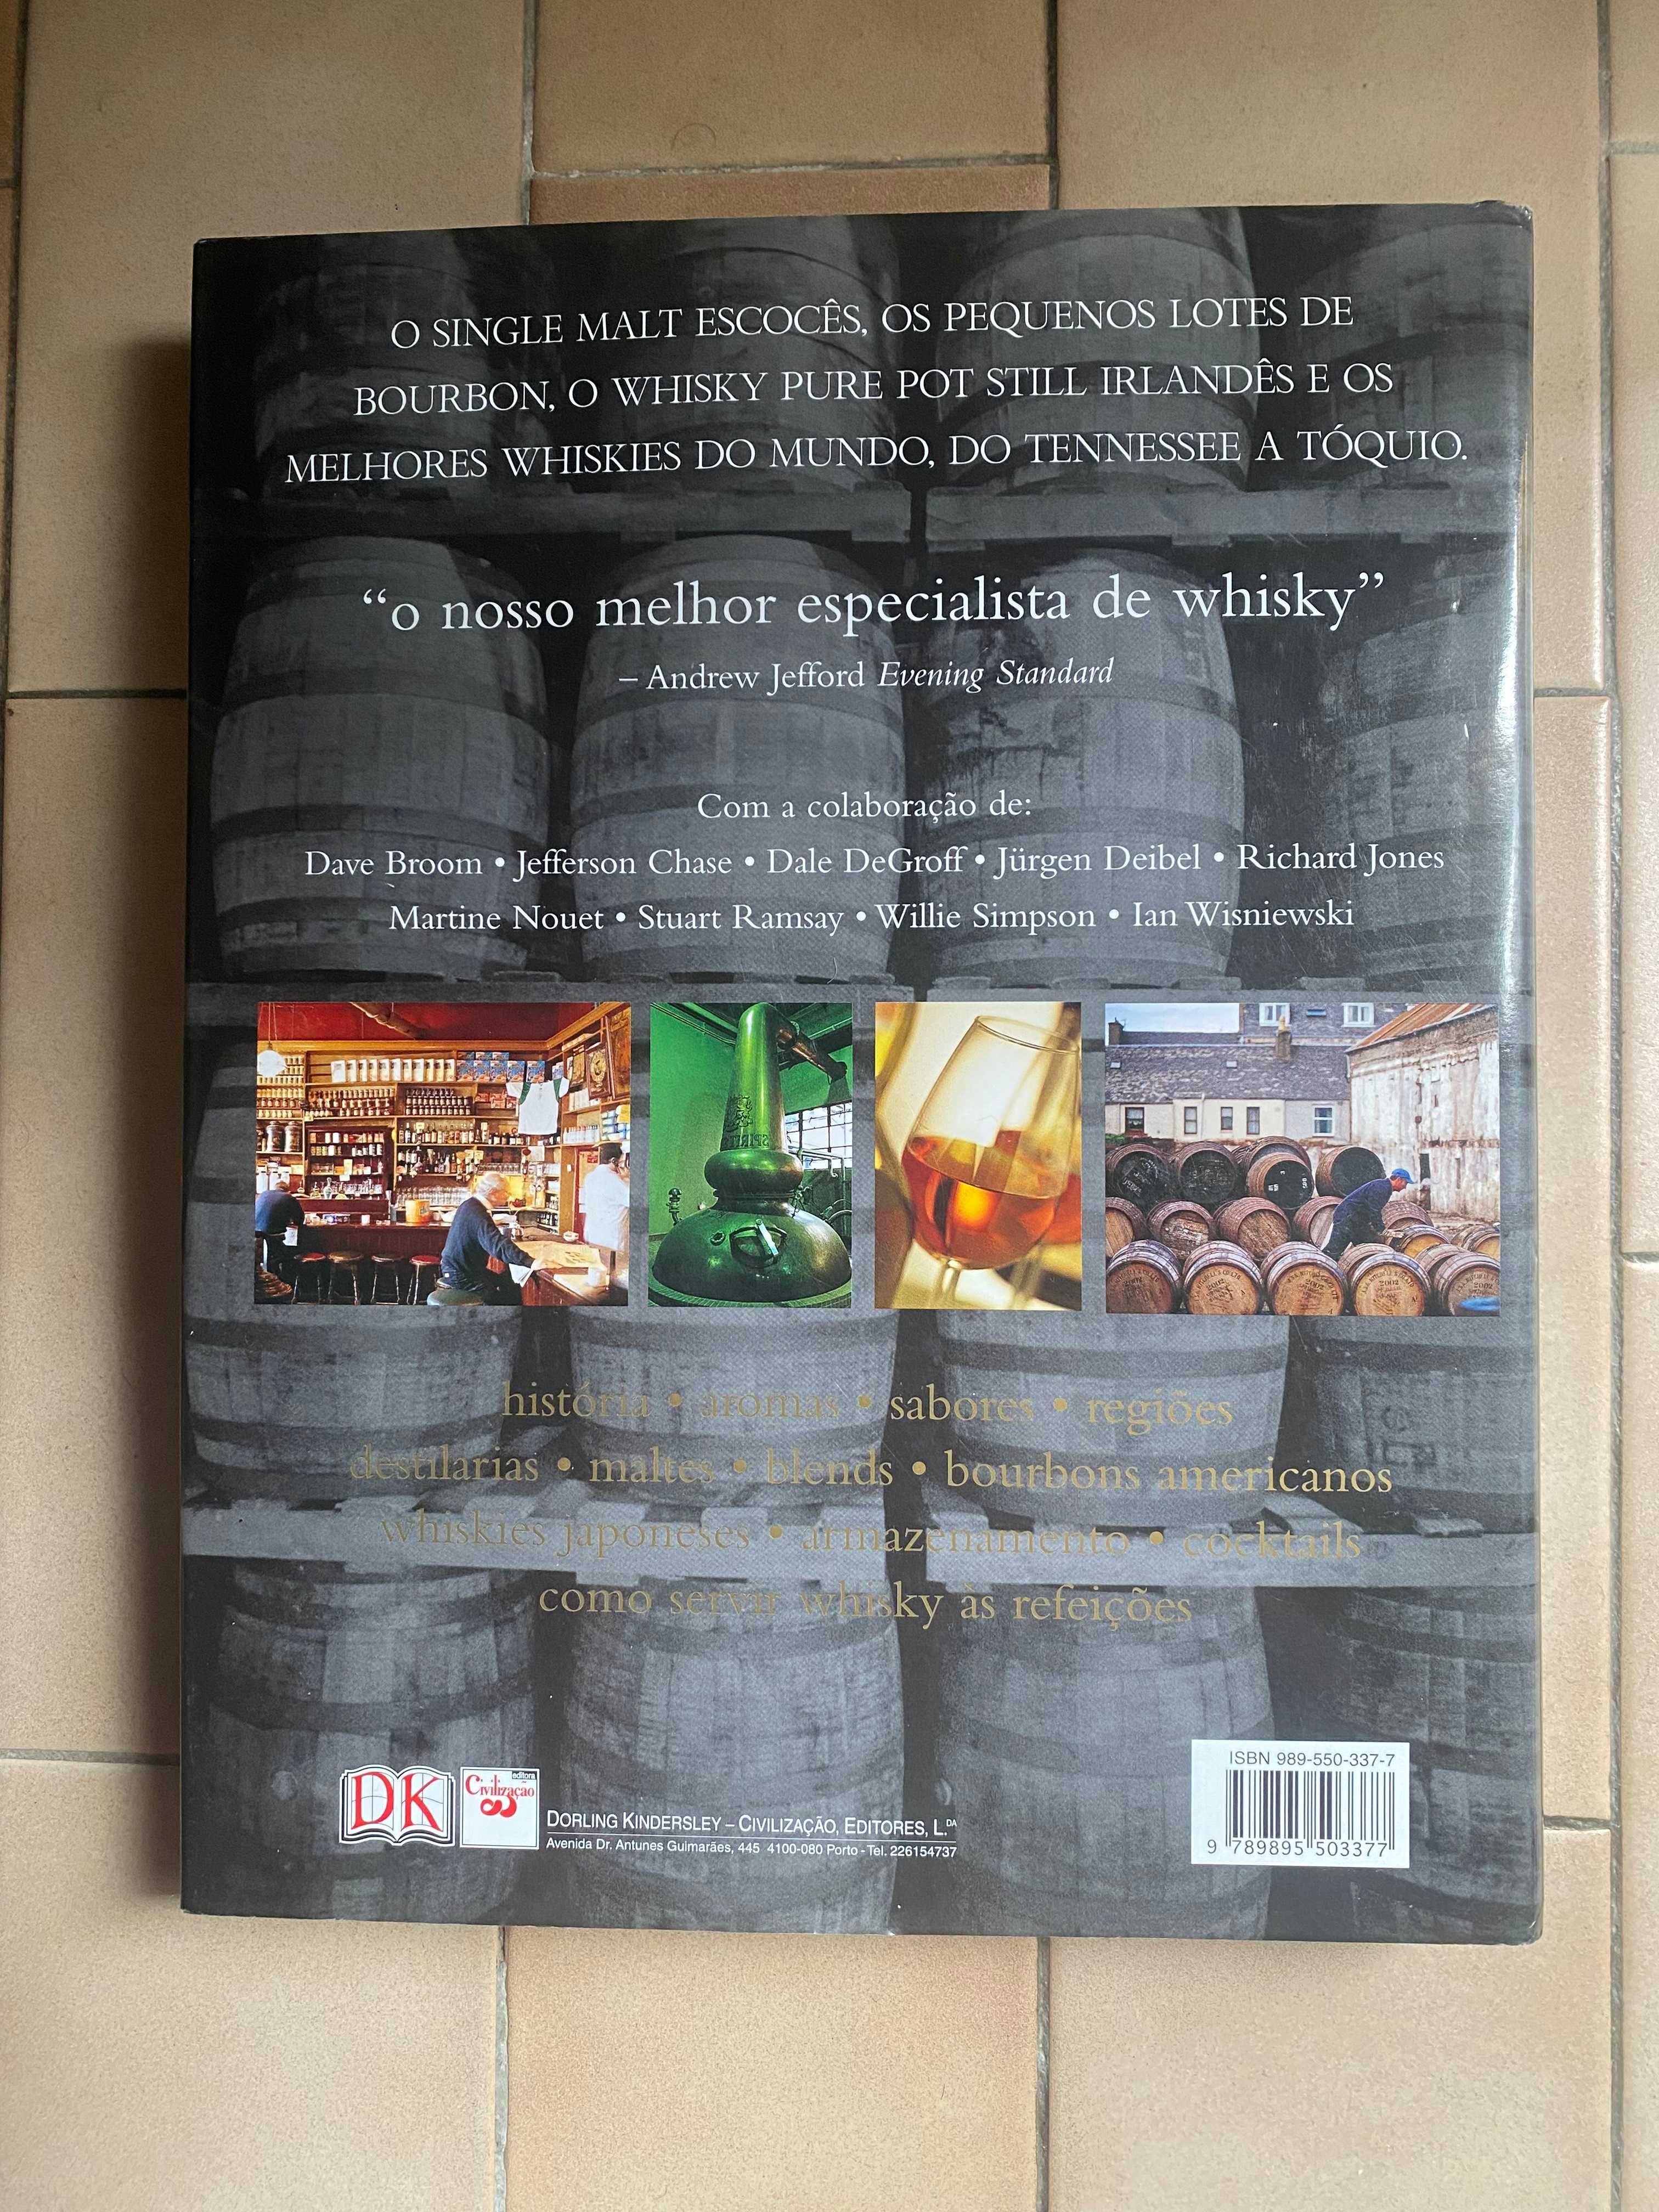 O SINGLE MALT ESCOCÊS, OS PEQUENOS LOTES DE
BOURBON, O WHISKY PURE POT STILL IRLANDÊS E OS
MELHORES WHISKIES DO MUNDO, DO TENNESSEE A TÓQUIO.
“o nosso melhor especialista de whisky”
– Andrew Jefford Evening Standard
Com a colaboração de:
Dave Broom • Jefferson Chase • Dale DeGroff • Jürgen Deibel • Richard Jones
Martine Nouet • Stuart Ramsay • Willie Simpson • Ian Wisniewski
história • aromas • sabores • regiões
destilarias • maltes • blends • bourbons americanos
whiskies japoneses • armazenamento • cocktails
como servir whisky às refeições
DK
editora
Civilização
DORLING KINDERSLEY – CIVILIZAÇÃO, EDITORES, L.DA
Avenida Dr. Antunes Guimarães, 445 4100-080 Porto - Tel. 226154737
ISBN 989-550-337-7
9 789895 503377